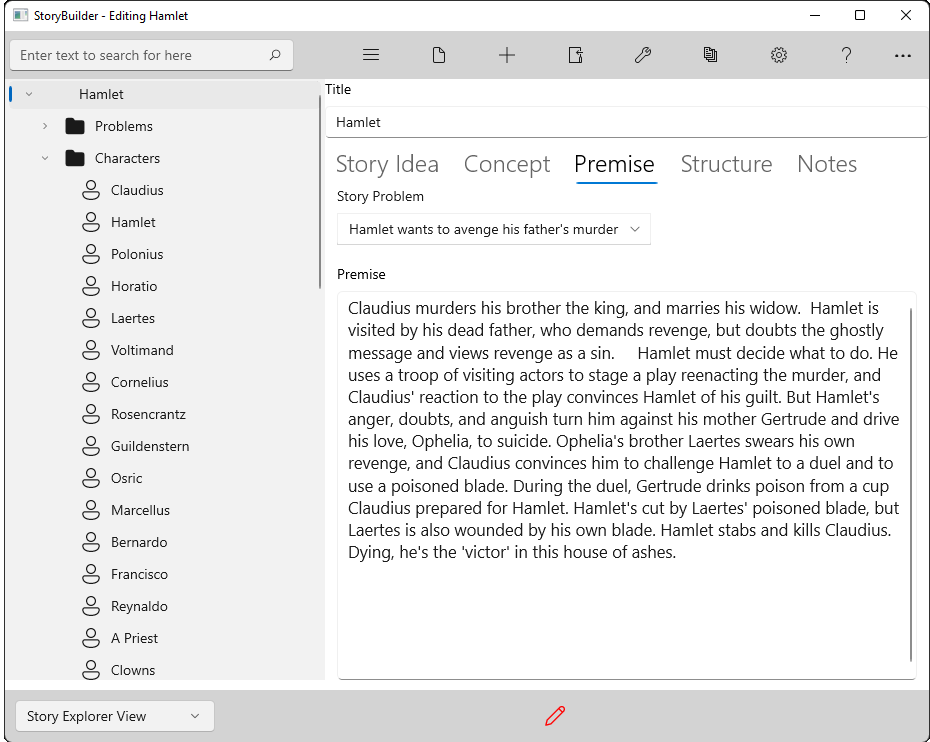 StoryBuilder - Editing Hamlet
Enter text to search for here
?
Hamlet
Problems
Characters
Claudius
Hamlet
Polonius
Horatio
Laertes
Voltimand
Cornelius
Rosencrantz
Guildenstern
Osric
Marcellus
Bernardo
Francisco
Reynaldo
A Priest
Clowns
Title
Hamlet
Story Idea Concept Premise Structure Notes
Story Problem
Hamlet wants to avenge his father's murder
Premise
Claudius murders his brother the king, and marries his widow.  Hamlet is
visited by his dead father, who demands revenge, but doubts the ghostly
message and views revenge as a sin.     Hamlet must decide what to do. He
uses a troop of visiting actors to stage a play reenacting the murder, and
Claudius' reaction to the play convinces Hamlet of his guilt. But Hamlet's
anger, doubts, and anguish turn him against his mother Gertrude and drive
his love, Ophelia, to suicide. Ophelia's brother Laertes swears his own
revenge, and Claudius convinces him to challenge Hamlet to a duel and to
use a poisoned blade. During the duel, Gertrude drinks poison from a cup
Claudius prepared for Hamlet. Hamlet's cut by Laertes' poisoned blade, but
Laertes is also wounded by his own blade. Hamlet stabs and kills Claudius.
Dying, he's the 'victor' in this house of ashes.
Story Explorer View